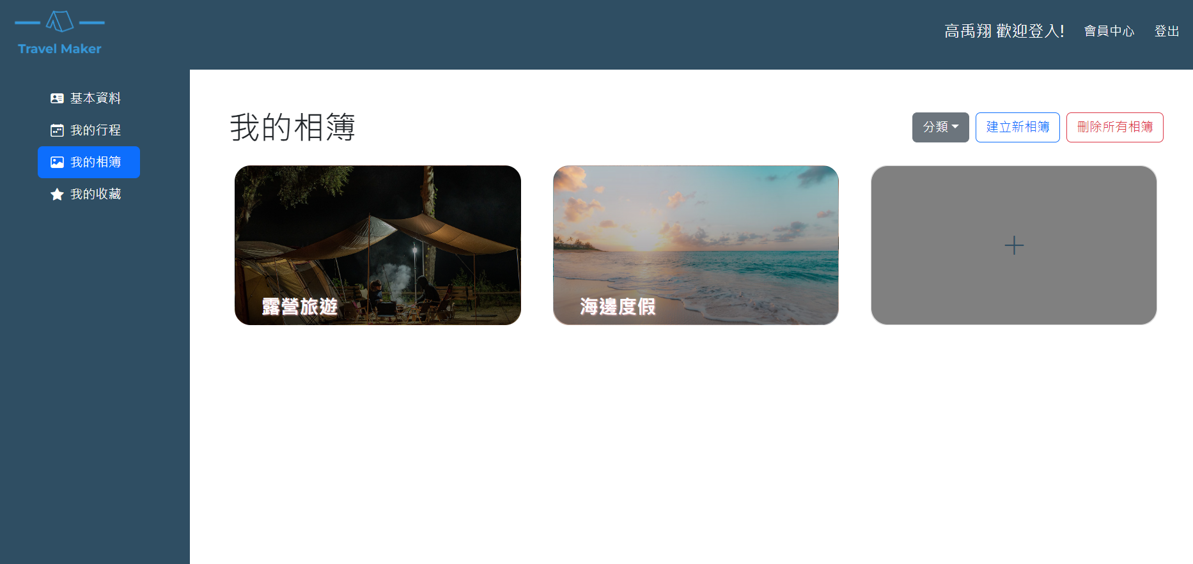 Travel Maker
高禹翔 歡迎登入!
會員中心
登出
基本資料
我的行程
我的相簿
我的收藏
我的相簿
分類
建立新相簿
刪除所有相簿
露營旅遊
海邊度假